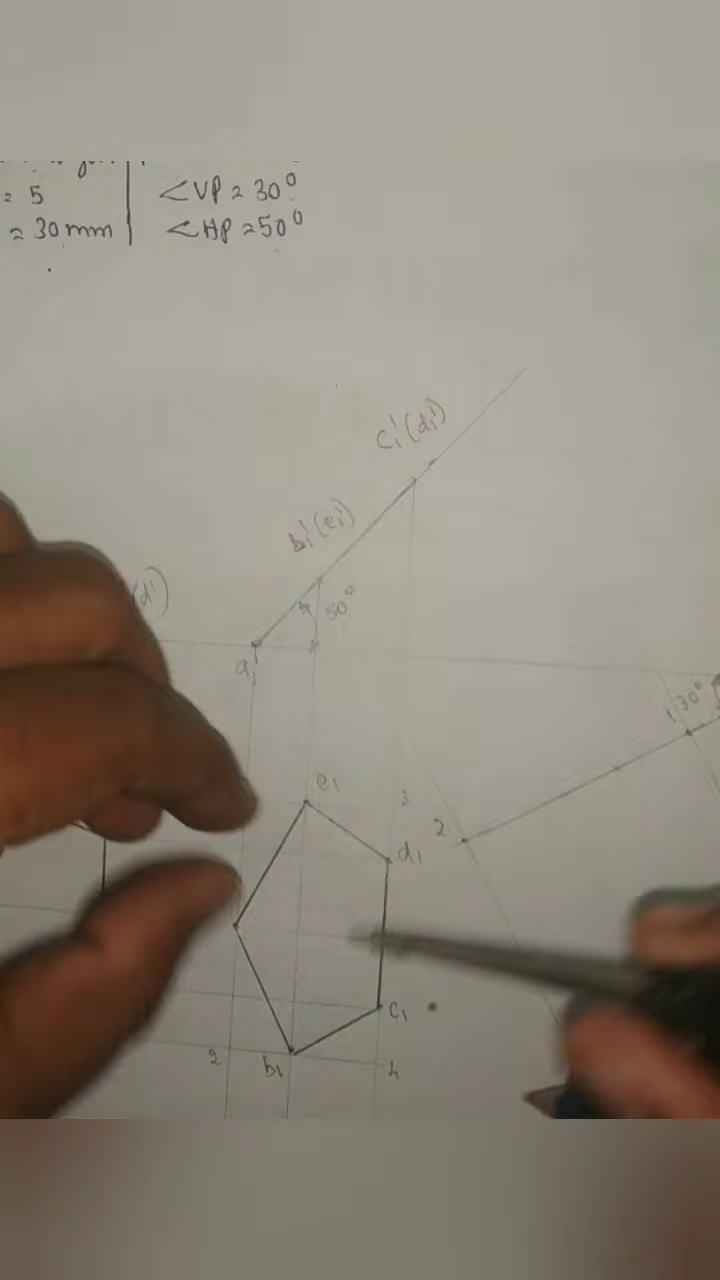 = 5 ∠VP = 30°
= 30 mm ∠HP = 50°
c₁'(d₁')
b₁'(e₁')
(d')
50°
a₁'
1 30°
e₁
3
2
d₁
c₁
2
b₁
4